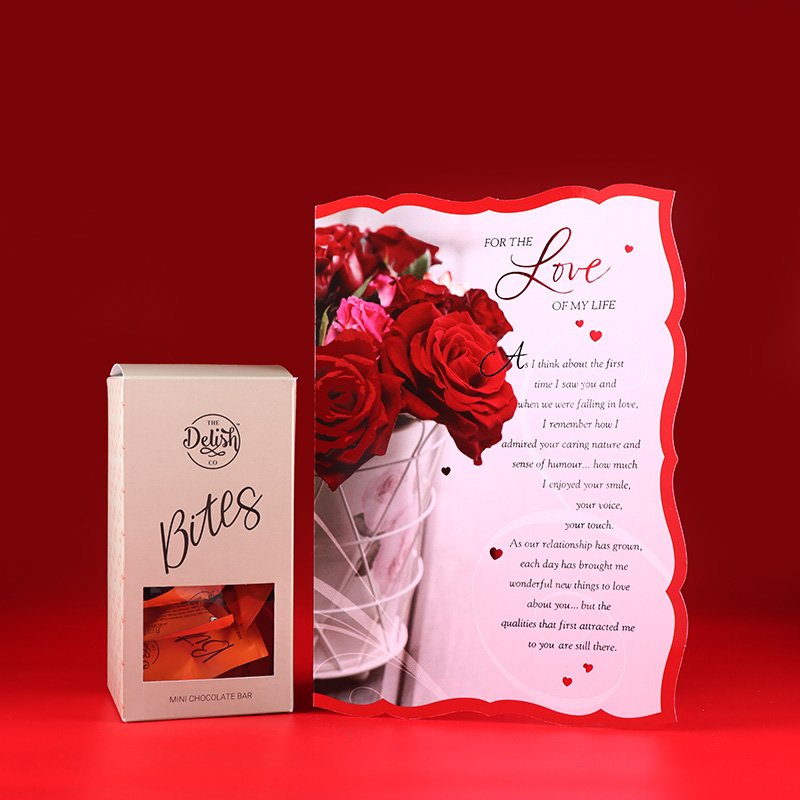 THE
Delish
CO
Bites
MINI CHOCOLATE BAR
FOR THE
Love
OF MY LIFE
As I think about the first
time I saw you and
when we were falling in love,
I remember how I
admired your caring nature and
sense of humour... how much
I enjoyed your smile,
your voice,
your touch.
As our relationship has grown,
each day has brought me
wonderful new things to love
about you... but the
qualities that first attracted me
to you are still there.